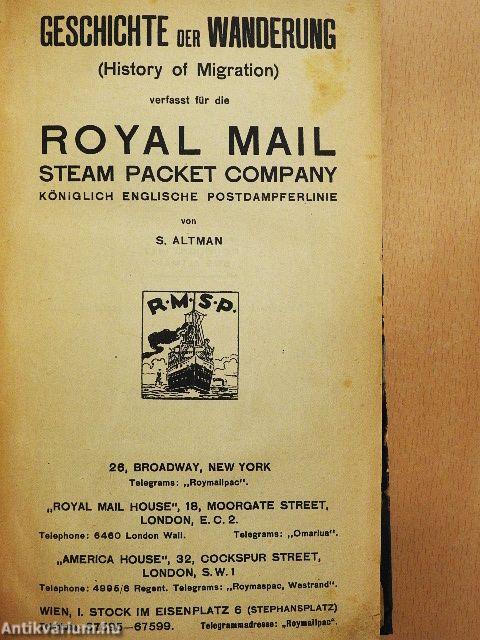 GESCHICHTE DER WANDERUNG
(History of Migration)
verfasst für die
ROYAL MAIL
STEAM PACKET COMPANY
KÖNIGLICH ENGLISCHE POSTDAMPFERLINIE
von
S. ALTMAN
R·M·S·P.
26, BROADWAY, NEW YORK
Telegrams: „Roymailpac".
„ROYAL MAIL HOUSE", 18, MOORGATE STREET,
LONDON, E. C. 2.
Telephone: 6460 London Wall. Telegrams: „Omarius".
„AMERICA HOUSE", 32, COCKSPUR STREET,
LONDON, S. W. 1
Telephone: 4995/6 Regent. Telegrams: „Roymaspac, Westrand".
WIEN, I. STOCK IM EISENPLATZ 6 (STEPHANSPLATZ)
67599. Telegrammadresse: „Roymailpac".
Antikvarium.hu